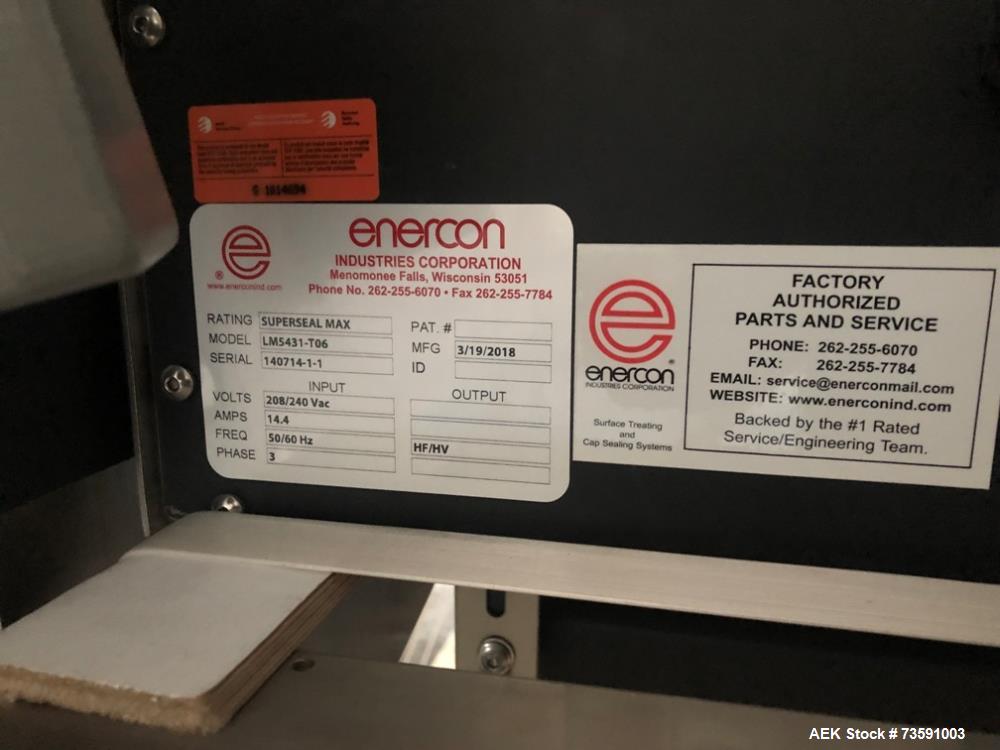 S 1014694
enercon
INDUSTRIES CORPORATION
Menomonee Falls, Wisconsin 53051
Phone No. 262-255-6070 • Fax 262-255-7784
®
www.enerconind.com
RATING SUPERSEAL MAX
MODEL LM5431-T06
SERIAL 140714-1-1
PAT. #
MFG 3/19/2018
ID
INPUT
VOLTS 208/240 Vac
AMPS 14.4
FREQ 50/60 Hz
PHASE 3
OUTPUT
HF/HV
enercon®
INDUSTRIES CORPORATION
Surface Treating
and
Cap Sealing Systems
FACTORY
AUTHORIZED
PARTS AND SERVICE
PHONE: 262-255-6070
FAX: 262-255-7784
EMAIL: service@enerconmail.com
WEBSITE: www.enerconind.com
Backed by the #1 Rated
Service/Engineering Team.
AEK Stock # 73591003